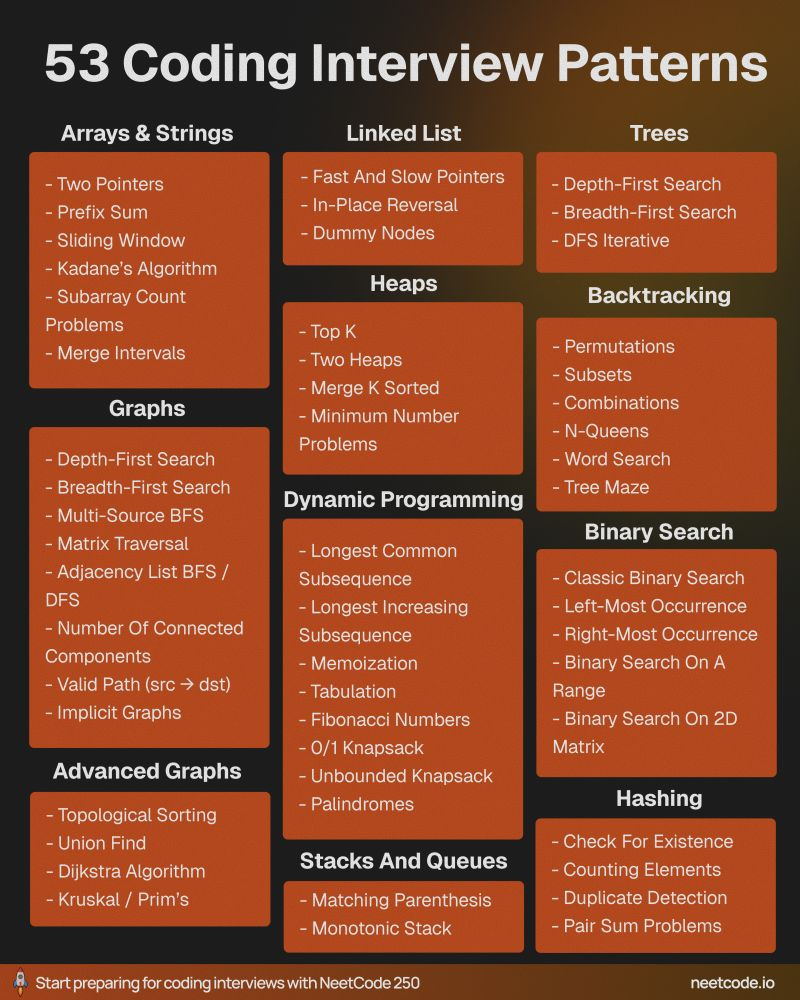 53 Coding Interview Patterns
Arrays & Strings
- Two Pointers
- Prefix Sum
- Sliding Window
- Kadane's Algorithm
- Subarray Count
Problems
- Merge Intervals
Graphs
- Depth-First Search
- Breadth-First Search
- Multi-Source BFS
- Matrix Traversal
- Adjacency List BFS /
DFS
- Number Of Connected
Components
- Valid Path (src → dst)
- Implicit Graphs
Advanced Graphs
- Topological Sorting
- Union Find
- Dijkstra Algorithm
- Kruskal / Prim's
Linked List
- Fast And Slow Pointers
- In-Place Reversal
- Dummy Nodes
Heaps
- Top K
- Two Heaps
- Merge K Sorted
- Minimum Number
Problems
Dynamic Programming
- Longest Common
Subsequence
- Longest Increasing
Subsequence
- Memoization
- Tabulation
- Fibonacci Numbers
- 0/1 Knapsack
- Unbounded Knapsack
- Palindromes
Stacks And Queues
- Matching Parenthesis
- Monotonic Stack
Trees
- Depth-First Search
- Breadth-First Search
- DFS Iterative
Backtracking
- Permutations
- Subsets
- Combinations
- N-Queens
- Word Search
- Tree Maze
Binary Search
- Classic Binary Search
- Left-Most Occurrence
- Right-Most Occurrence
- Binary Search On A
Range
- Binary Search On 2D
Matrix
Hashing
- Check For Existence
- Counting Elements
- Duplicate Detection
- Pair Sum Problems
Start preparing for coding interviews with NeetCode 250
neetcode.io